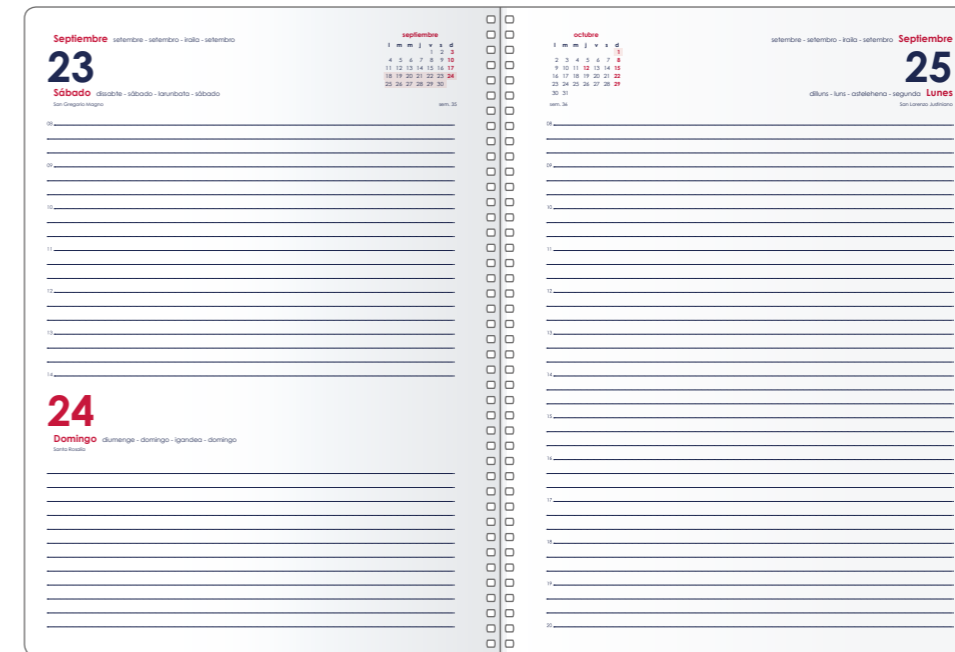 Septiembre setembre - setembro - iraila - setembro
23
Sábado dissabte - sábado - larunbata - sábado
San Gregorio Magno
septiembre
l m m j v s d
1 2 3
4 5 6 7 8 9 10
11 12 13 14 15 16 17
18 19 20 21 22 23 24
25 26 27 28 29 30
sem. 35
08
09
10
11
12
13
14
24
Domingo diumenge - domingo - igandea - domingo
Santa Rosalía
octubre
l m m j v s d
1
2 3 4 5 6 7 8
9 10 11 12 13 14 15
16 17 18 19 20 21 22
23 24 25 26 27 28 29
30 31
sem. 36
setembre - setembro - iraila - setembro Septiembre
25
dilluns - luns - astelehena - segunda Lunes
San Lorenzo Justiniano
08
09
10
11
12
13
14
15
16
17
18
19
20